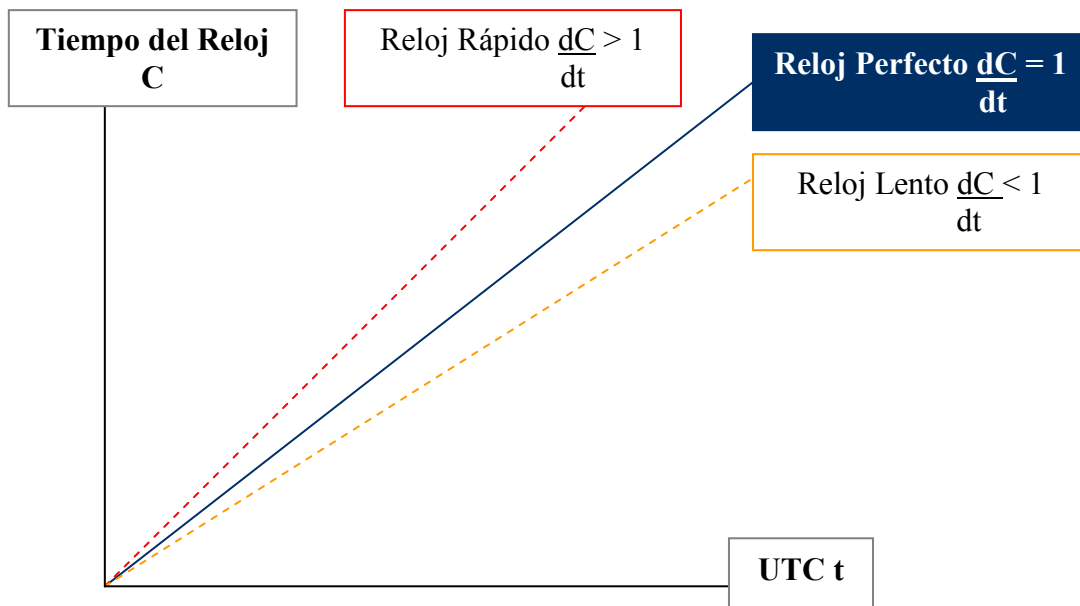 Tiempo del Reloj
C
Reloj Rápido dC > 1
dt
Reloj Perfecto dC = 1
dt
Reloj Lento dC < 1
dt
UTC t